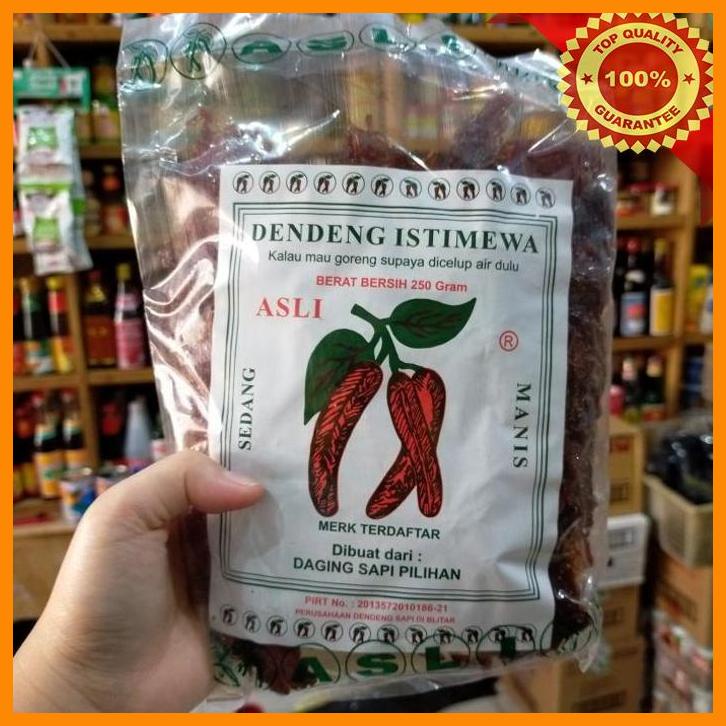 TOP QUALITY
100%
GUARANTEE
ASLI
DENDENG ISTIMEWA
Kalau mau goreng supaya dicelup air dulu
BERAT BERSIH 250 Gram
ASLI
®
SEDANG
MANIS
MERK TERDAFTAR
Dibuat dari :
DAGING SAPI PILIHAN
PIRT No. : 2013572010186-21
PERUSAHAAN DENDENG SAPI DI BLITAR
ASLI